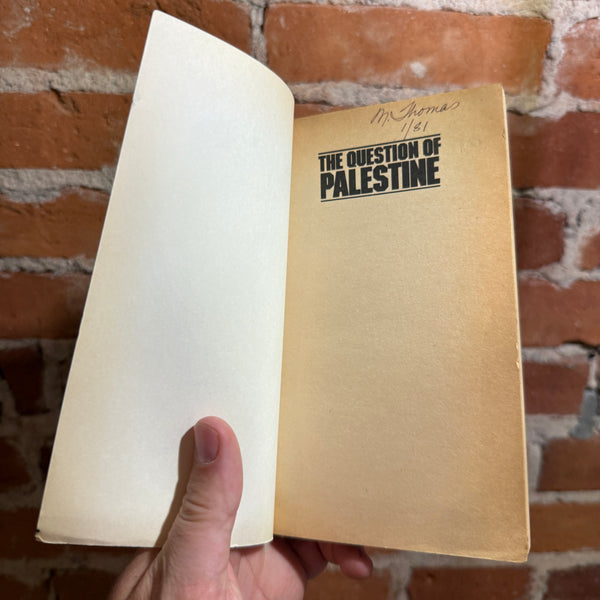 M. Thomas
1/81
THE QUESTION OF
PALESTINE